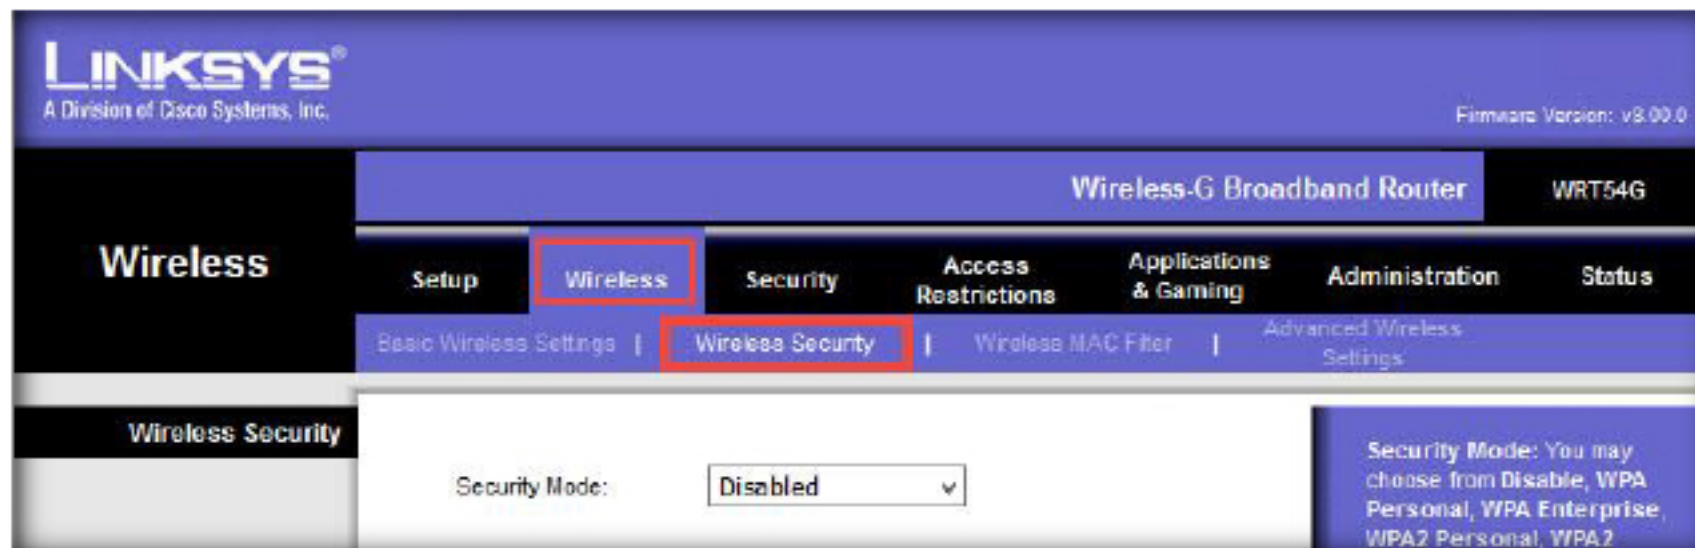 LINKSYS®
A Division of Cisco Systems, Inc.
Firmware Version: v8.00.0
Wireless-G Broadband Router WRT54G
Wireless
Setup Wireless Security Access Restrictions Applications & Gaming Administration Status
Basic Wireless Settings | Wireless Security | Wireless MAC Filter | Advanced Wireless Settings
Wireless Security
Security Mode: Disabled
Security Mode: You may
choose from Disable, WPA
Personal, WPA Enterprise,
WPA2 Personal, WPA2